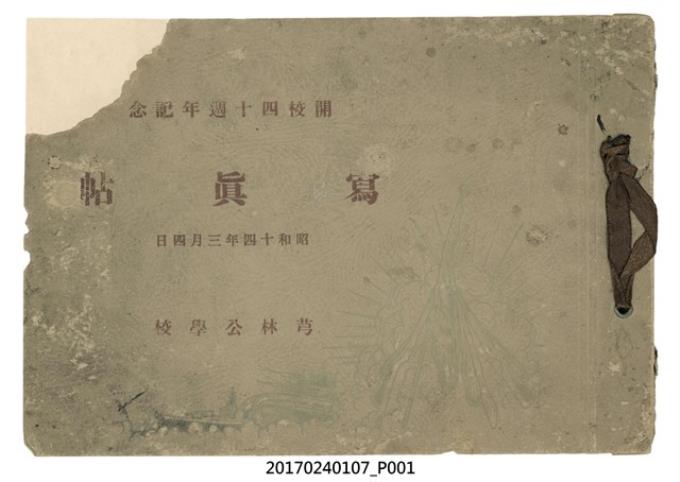 開校四十週年記念
寫眞帖
昭和十四年三月四日
芎林公學校
20170240107_P001